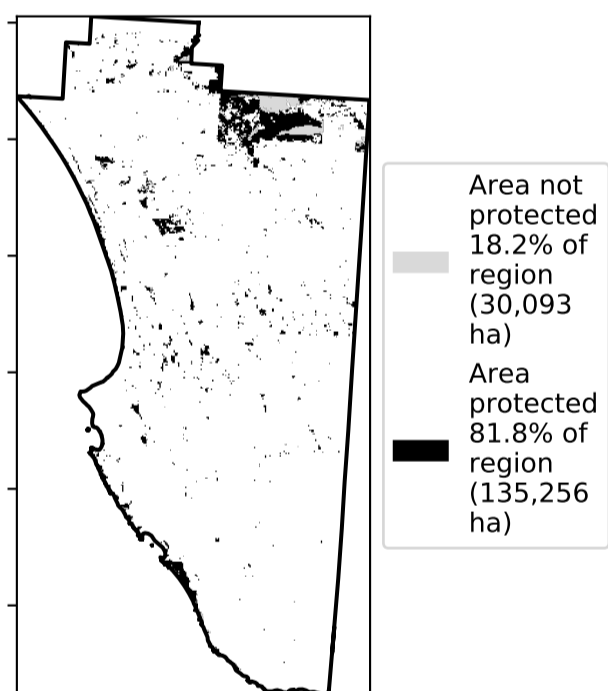 Area not
protected
18.2% of
region
(30,093
ha)
Area
protected
81.8% of
region
(135,256
ha)